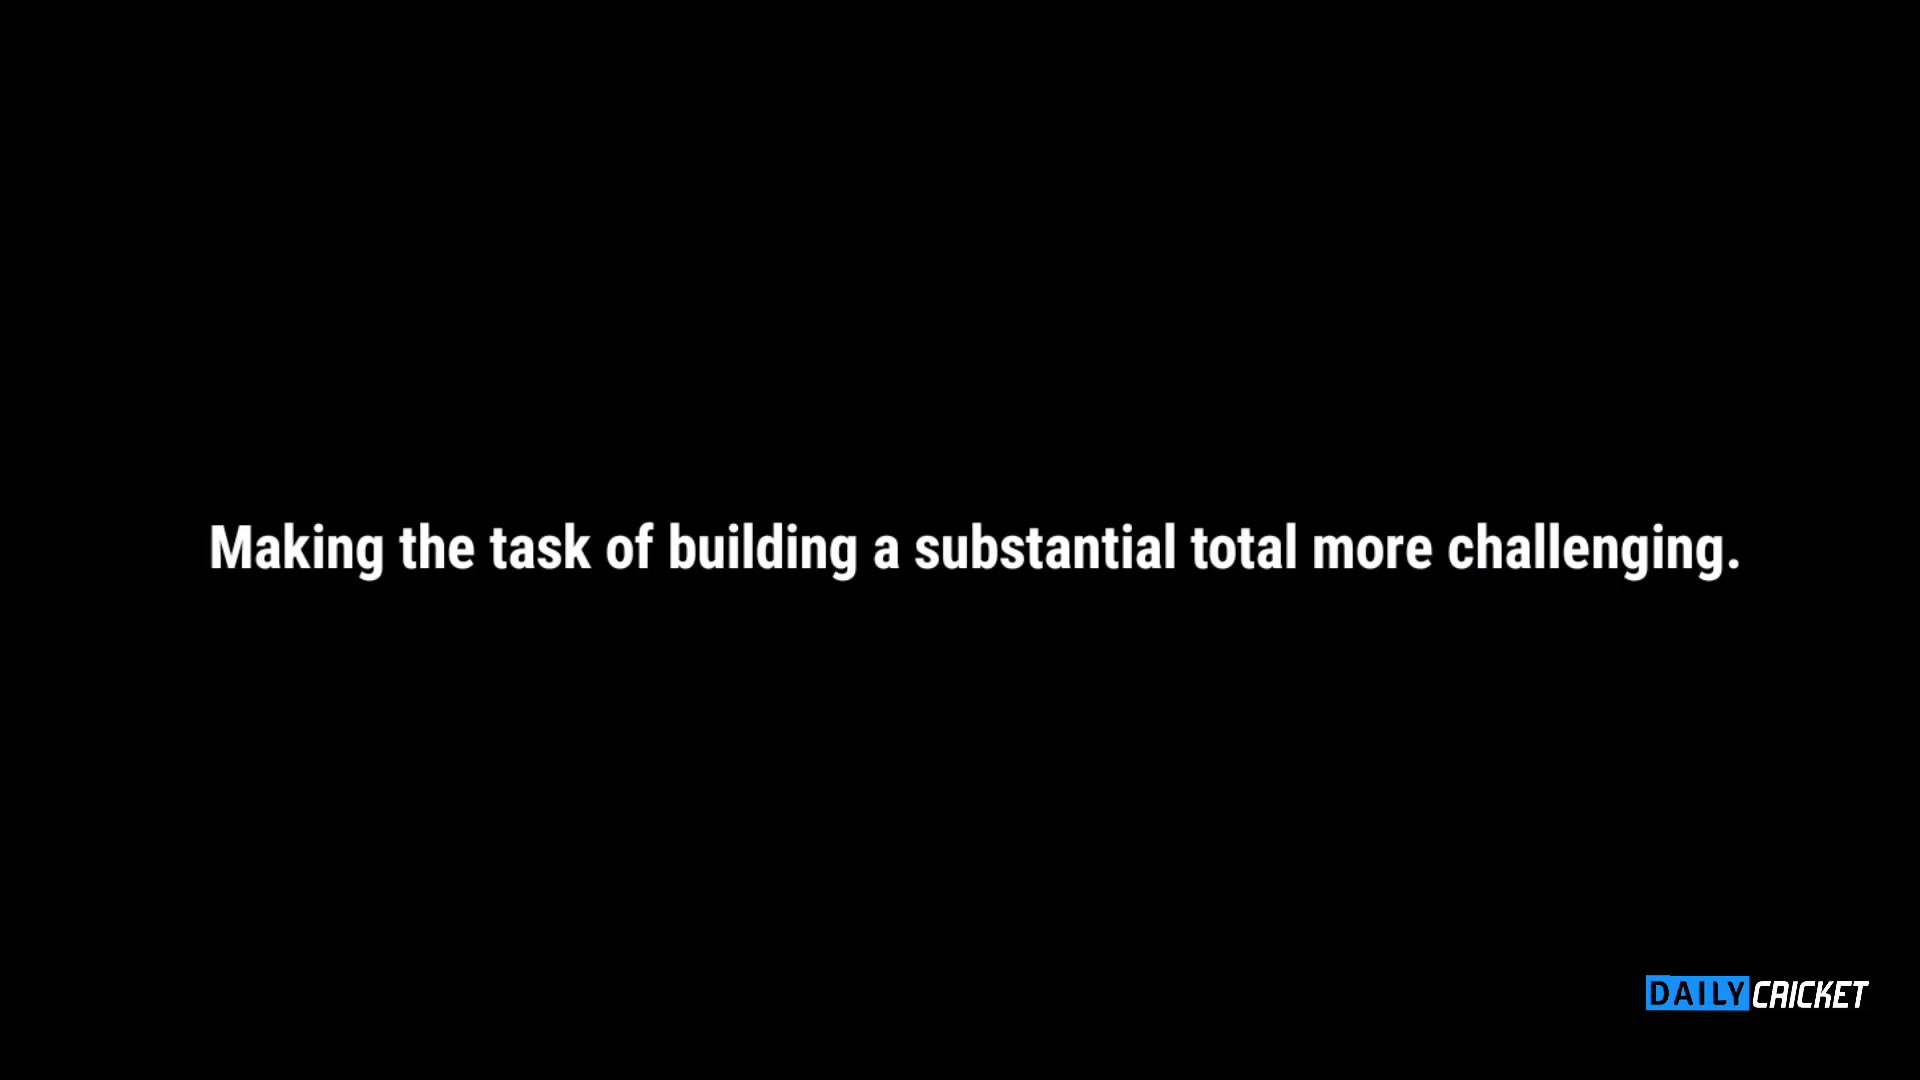 Making the task of building a substantial total more challenging.
DAILY CRICKET